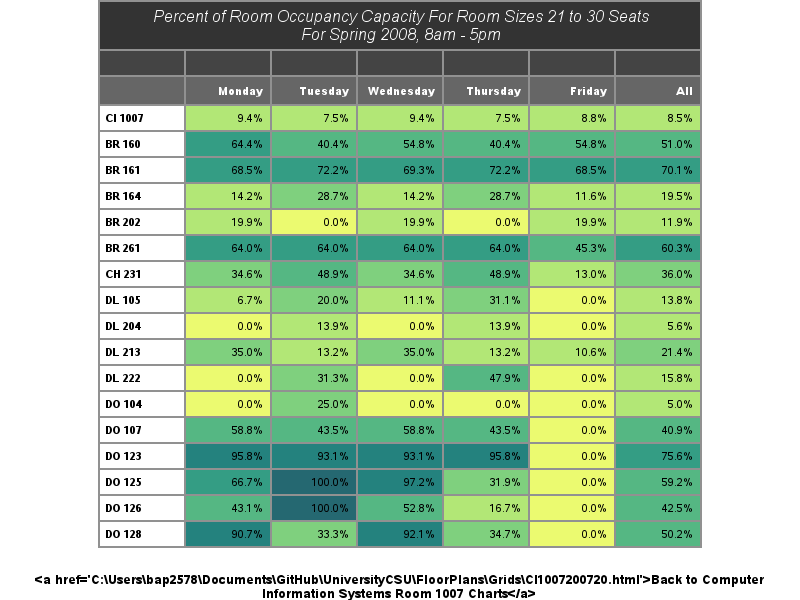 Percent of Room Occupancy Capacity For Room Sizes 21 to 30 Seats
For Spring 2008, 8am - 5pm
Monday Tuesday Wednesday Thursday Friday All
CI 1007 9.4% 7.5% 9.4% 7.5% 8.8% 8.5%
BR 160 64.4% 40.4% 54.8% 40.4% 54.8% 51.0%
BR 161 68.5% 72.2% 69.3% 72.2% 68.5% 70.1%
BR 164 14.2% 28.7% 14.2% 28.7% 11.6% 19.5%
BR 202 19.9% 0.0% 19.9% 0.0% 19.9% 11.9%
BR 261 64.0% 64.0% 64.0% 64.0% 45.3% 60.3%
CH 231 34.6% 48.9% 34.6% 48.9% 13.0% 36.0%
DL 105 6.7% 20.0% 11.1% 31.1% 0.0% 13.8%
DL 204 0.0% 13.9% 0.0% 13.9% 0.0% 5.6%
DL 213 35.0% 13.2% 35.0% 13.2% 10.6% 21.4%
DL 222 0.0% 31.3% 0.0% 47.9% 0.0% 15.8%
DO 104 0.0% 25.0% 0.0% 0.0% 0.0% 5.0%
DO 107 58.8% 43.5% 58.8% 43.5% 0.0% 40.9%
DO 123 95.8% 93.1% 93.1% 95.8% 0.0% 75.6%
DO 125 66.7% 100.0% 97.2% 31.9% 0.0% 59.2%
DO 126 43.1% 100.0% 52.8% 16.7% 0.0% 42.5%
DO 128 90.7% 33.3% 92.1% 34.7% 0.0% 50.2%
<a href='C:\Users\bap2578\Documents\GitHub\UniversityCSU\FloorPlans\Grids\CI1007200720.html'>Back to Computer
Information Systems Room 1007 Charts</a>